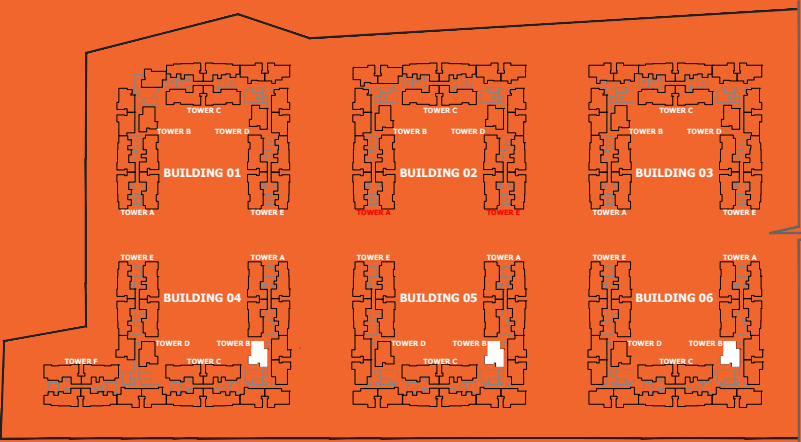 TOWER C TOWER C TOWER C
TOWER B TOWER D TOWER B TOWER D TOWER B TOWER D
BUILDING 01 BUILDING 02 BUILDING 03
TOWER A TOWER E TOWER A TOWER E TOWER A TOWER E
TOWER E TOWER A TOWER E TOWER A TOWER E TOWER A
BUILDING 04 BUILDING 05 BUILDING 06
TOWER D TOWER B TOWER D TOWER B TOWER D TOWER B
TOWER F TOWER C TOWER C TOWER C